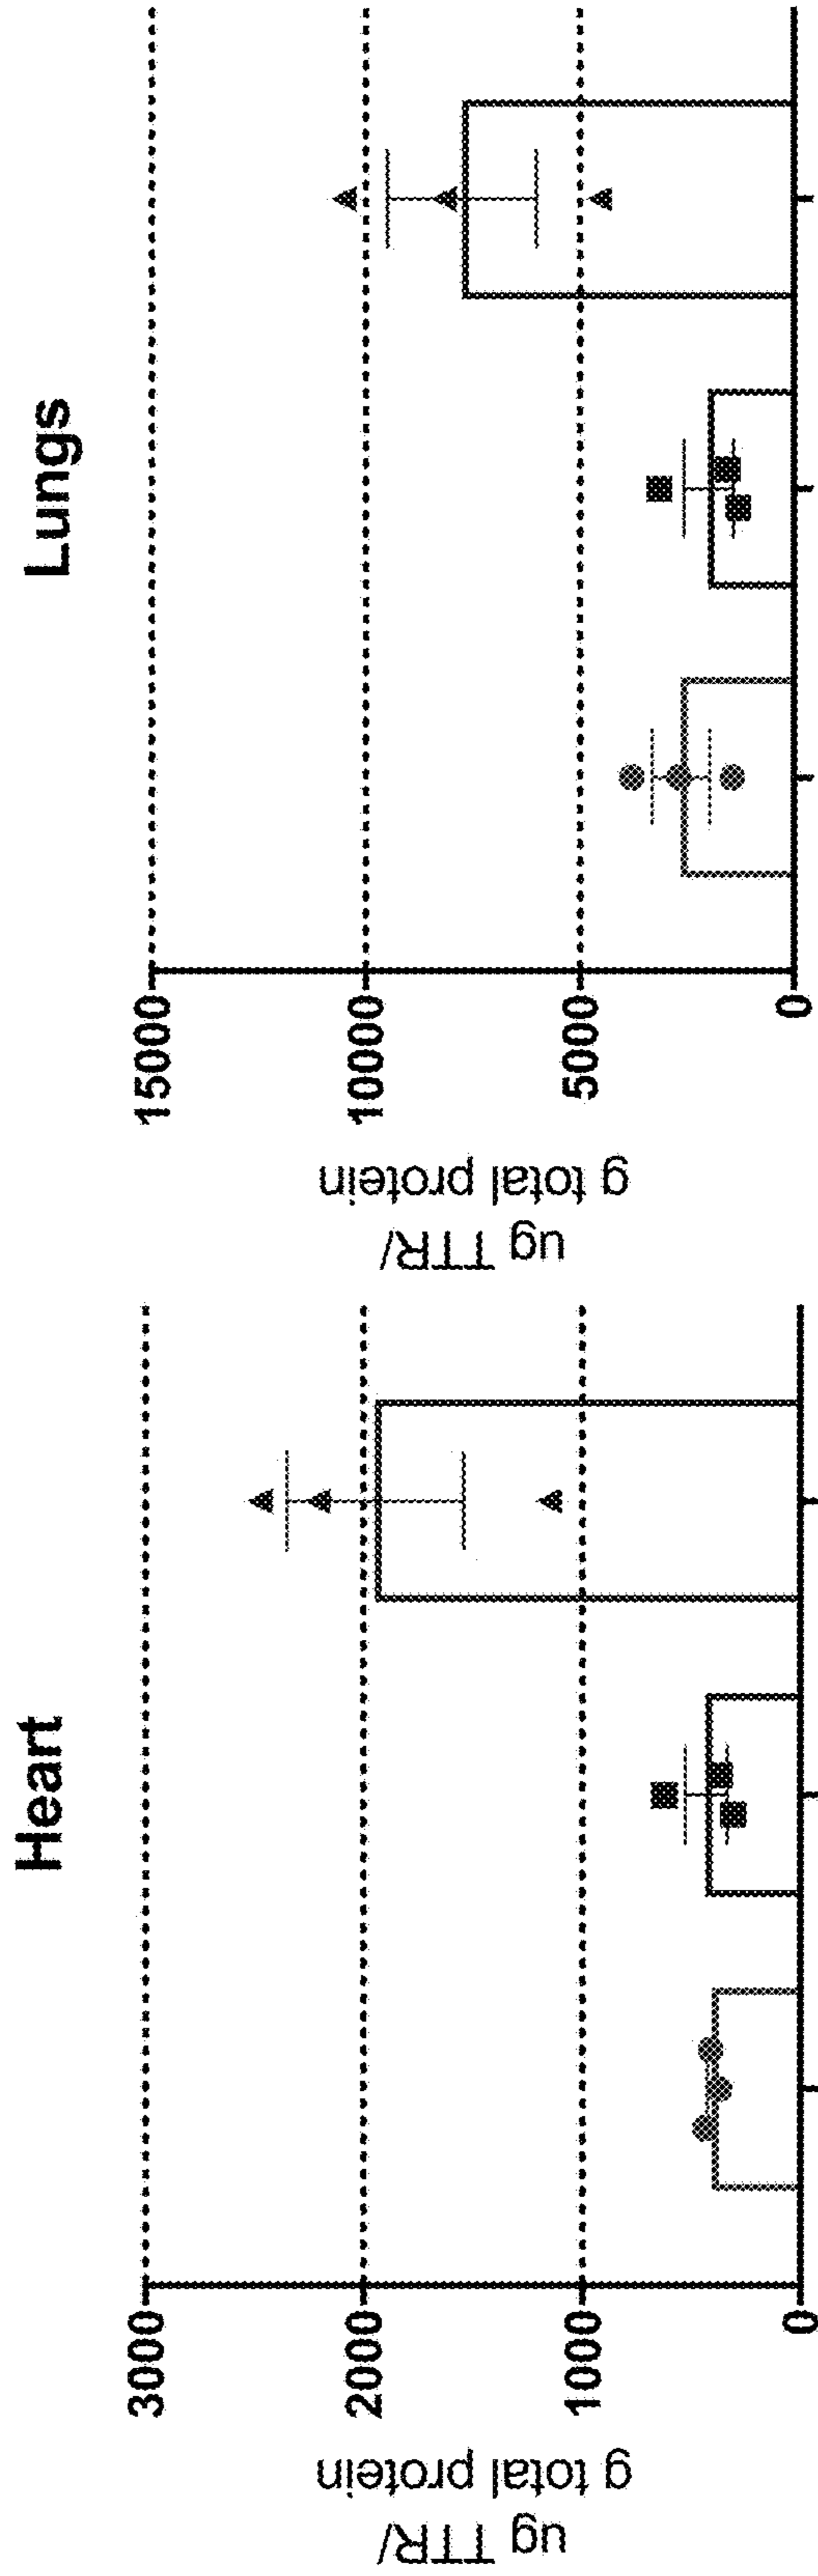 Heart
ug TTR/
g total protein
3000
2000
1000
0
Lungs
ug TTR/
g total protein
15000
10000
5000
0